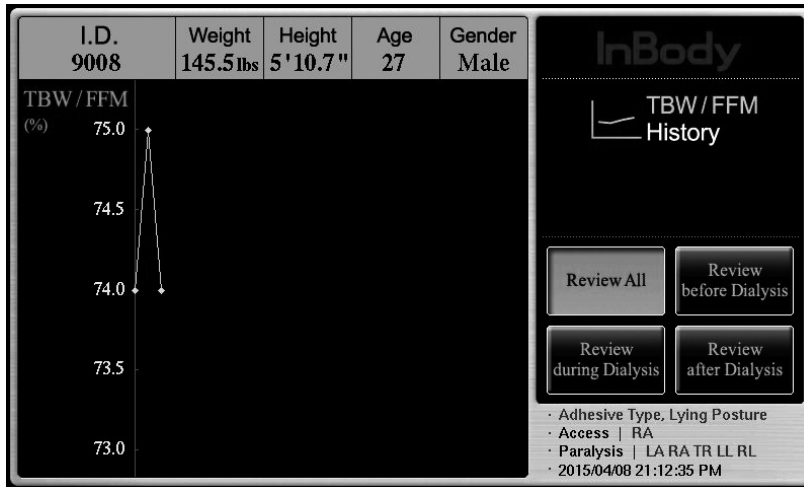 I.D. Weight Height Age Gender
9008 145.5 lbs 5'10.7" 27 Male
InBody
TBW/FFM
(%)
75.0
74.5
74.0
73.5
73.0
TBW/FFM
History
Review All
Review
before Dialysis
Review
during Dialysis
Review
after Dialysis
· Adhesive Type, Lying Posture
· Access | RA
· Paralysis | LA RA TR LL RL
· 2015/04/08 21:12:35 PM